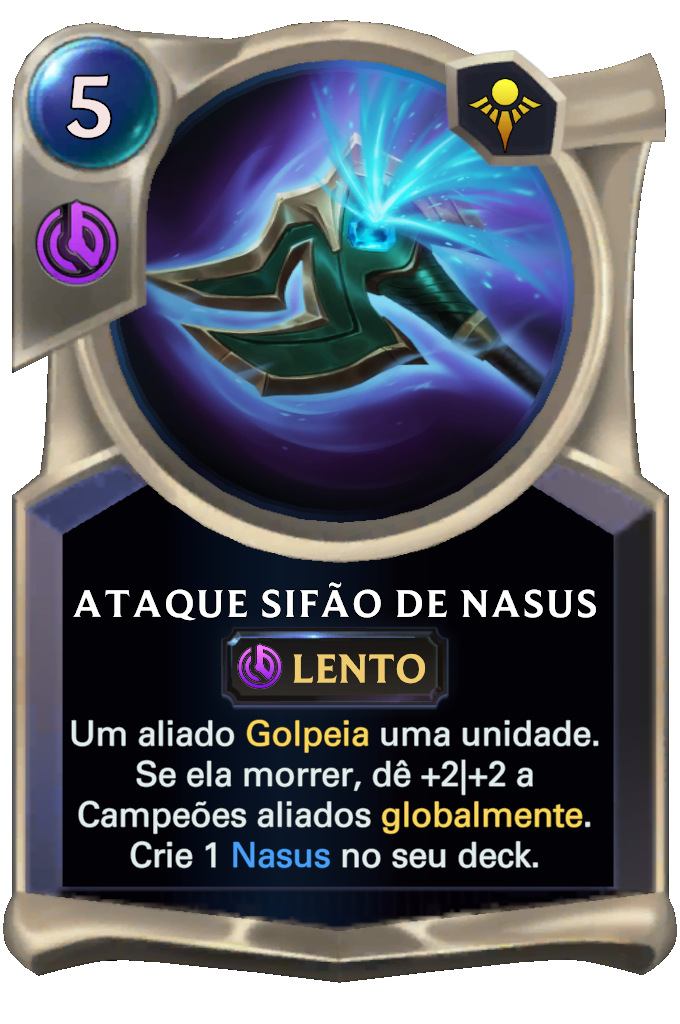 5
ATAQUE SIFÃO DE NASUS
LENTO
Um aliado Golpeia uma unidade.
Se ela morrer, dê +2|+2 a
Campeões aliados globalmente.
Crie 1 Nasus no seu deck.